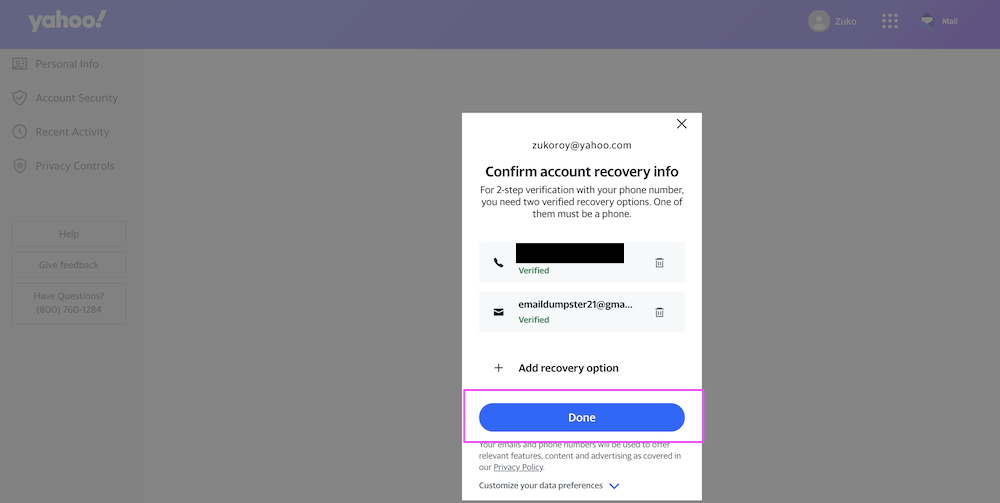 yahoo!
Zuko
Mail
Personal Info
Account Security
Recent Activity
Privacy Controls
Help
Give feedback
Have Questions?
(800) 760-1284
zukoroy@yahoo.com
Confirm account recovery info
For 2-step verification with your phone number,
you need two verified recovery options. One of
them must be a phone.
Verified
emaildumpster21@gma...
Verified
Add recovery option
Done
Your emails and phone numbers will be used to offer
relevant features, content and advertising as covered in
our Privacy Policy.
Customize your data preferences